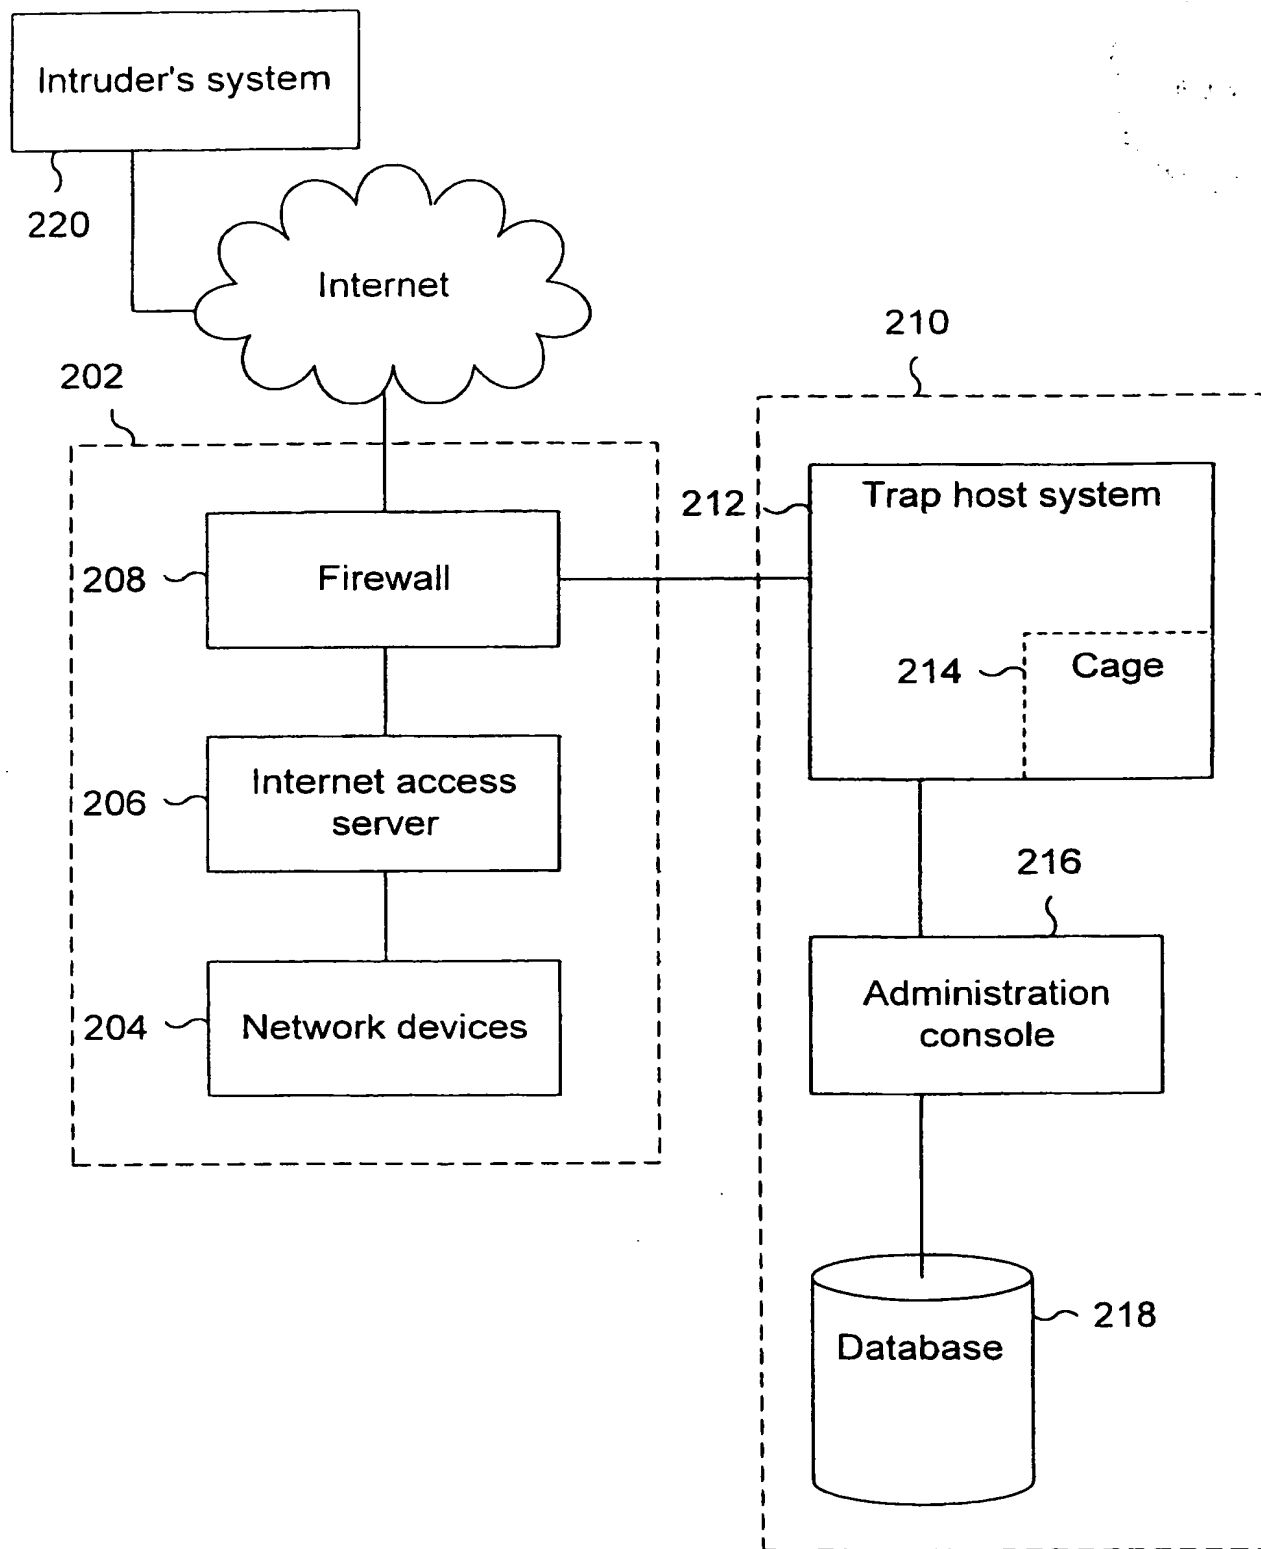 Intruder's system
220
Internet
202
210
208
Firewall
212
Trap host system
214
Cage
206
Internet access
server
216
204
Network devices
Administration
console
Database
218